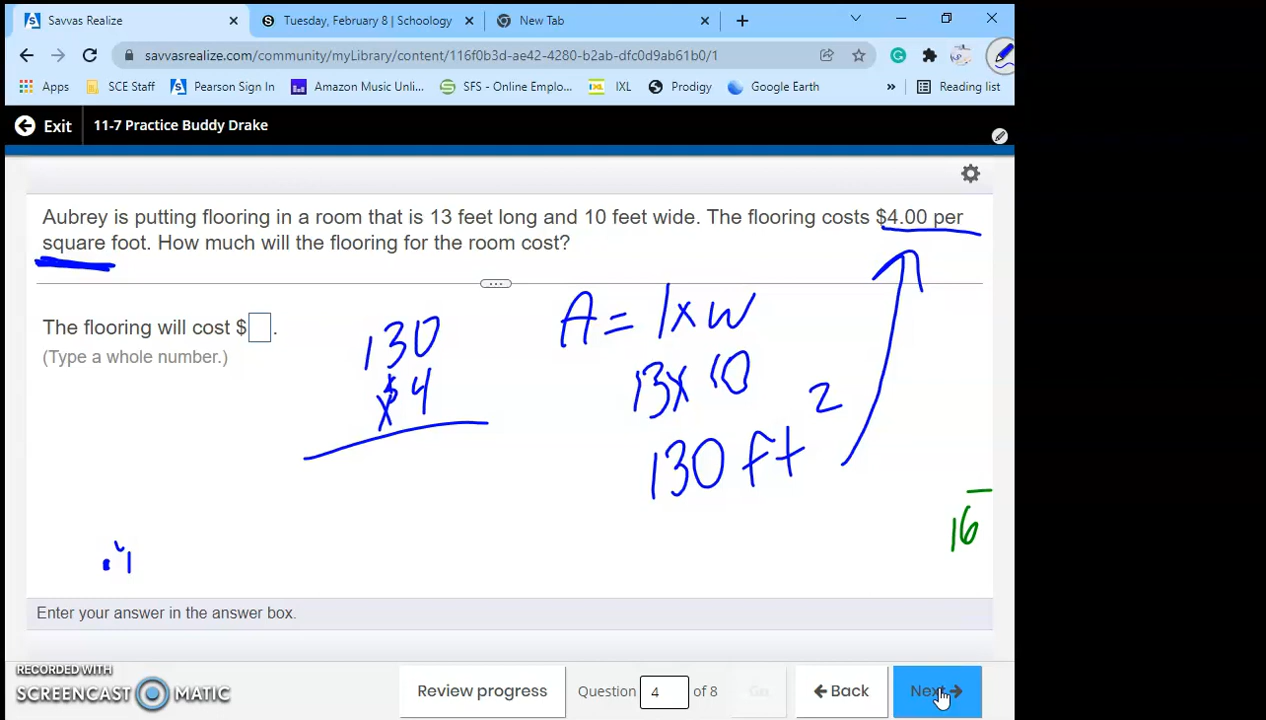 Savvas Realize
Tuesday, February 8 | Schoology
New Tab
savvasrealize.com/community/myLibrary/content/116f0b3d-ae42-4280-b2ab-dfc0d9ab61b0/1
Apps
SCE Staff
Pearson Sign In
Amazon Music Unli...
SFS - Online Emplo...
IXL
Prodigy
Google Earth
»
Reading list
Exit
11-7 Practice Buddy Drake
Aubrey is putting flooring in a room that is 13 feet long and 10 feet wide. The flooring costs $4.00 per
square foot. How much will the flooring for the room cost?
The flooring will cost $ .
(Type a whole number.)
130
x$4
A = l x w
13 x 10
130 ft 2
16
Enter your answer in the answer box.
RECORDED WITH
SCREENCAST MATIC
Review progress
Question 4 of 8
Go
Back
Next